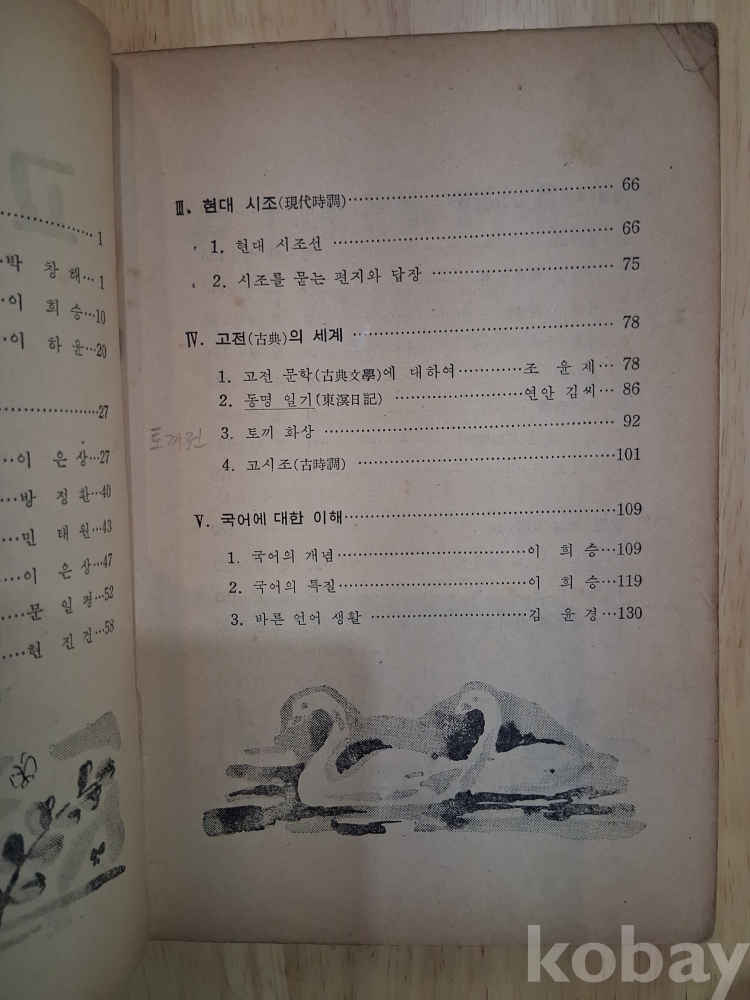 1
박 창 해…1
이 희 승…10
이 하 윤…20
27
이 은 상…27
방 정 환…40
민 태 원…43
이 은 상…47
문 일 평…52
현 진 건…58
Ⅲ. 현대 시조(現代時調)…66
1. 현대 시조선…66
2. 시조를 묻는 편지와 답장…75
Ⅳ. 고전(古典)의 세계…78
1. 고전 문학(古典文學)에 대하여…조 윤 제…78
2. 동명 일기(東溟日記)…연안 김씨…86
토끼전
3. 토끼 화상…92
4. 고시조(古時調)…101
Ⅴ. 국어에 대한 이해…109
1. 국어의 개념…이 희 승…109
2. 국어의 특질…이 희 승…119
3. 바른 언어 생활…김 윤 경…130
kobay